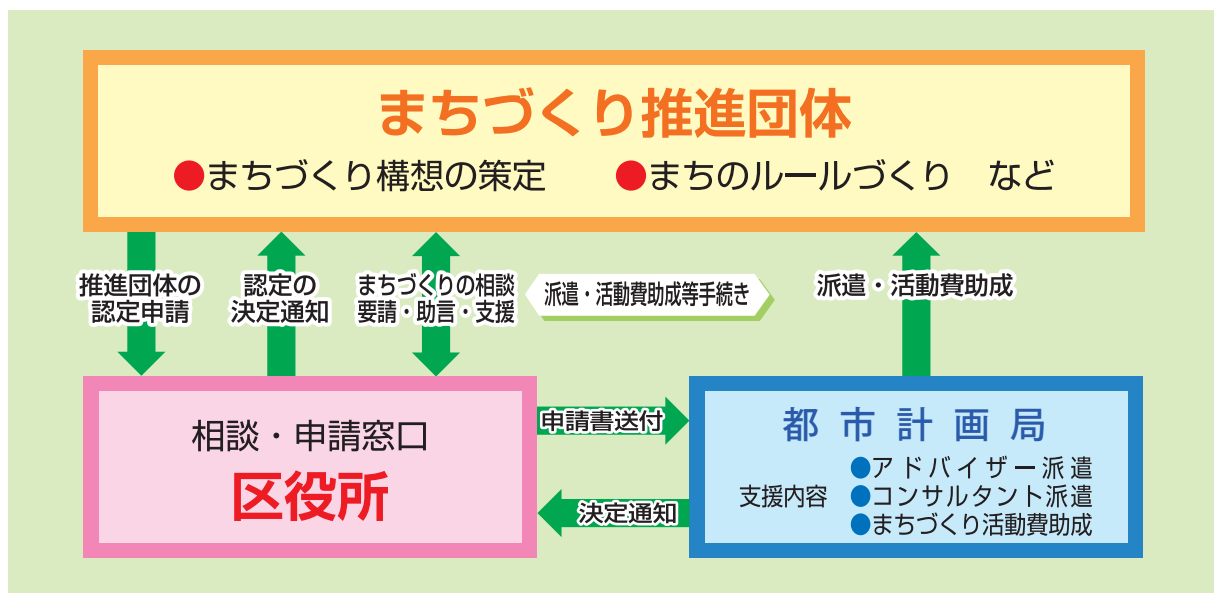 まちづくり推進団体
●まちづくり構想の策定　●まちのルールづくり　など
推進団体の
認定申請
認定の
決定通知
まちづくりの相談
要請・助言・支援
派遣・活動費助成等手続き
派遣・活動費助成
相談・申請窓口
区役所
申請書送付
決定通知
都市計画局
支援内容
●アドバイザー派遣
●コンサルタント派遣
●まちづくり活動費助成